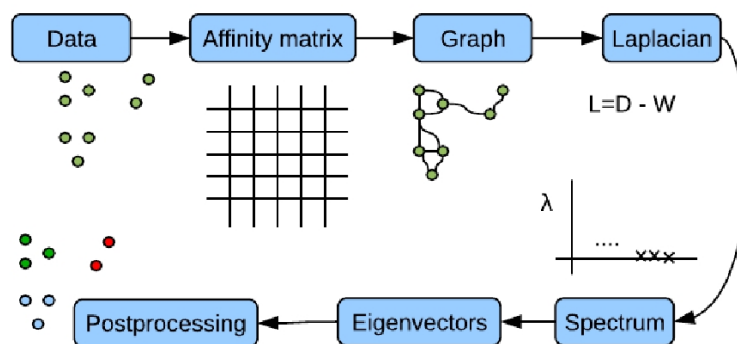 Data
Affinity matrix
Graph
Laplacian
L=D - W
λ
....
Postprocessing
Eigenvectors
Spectrum